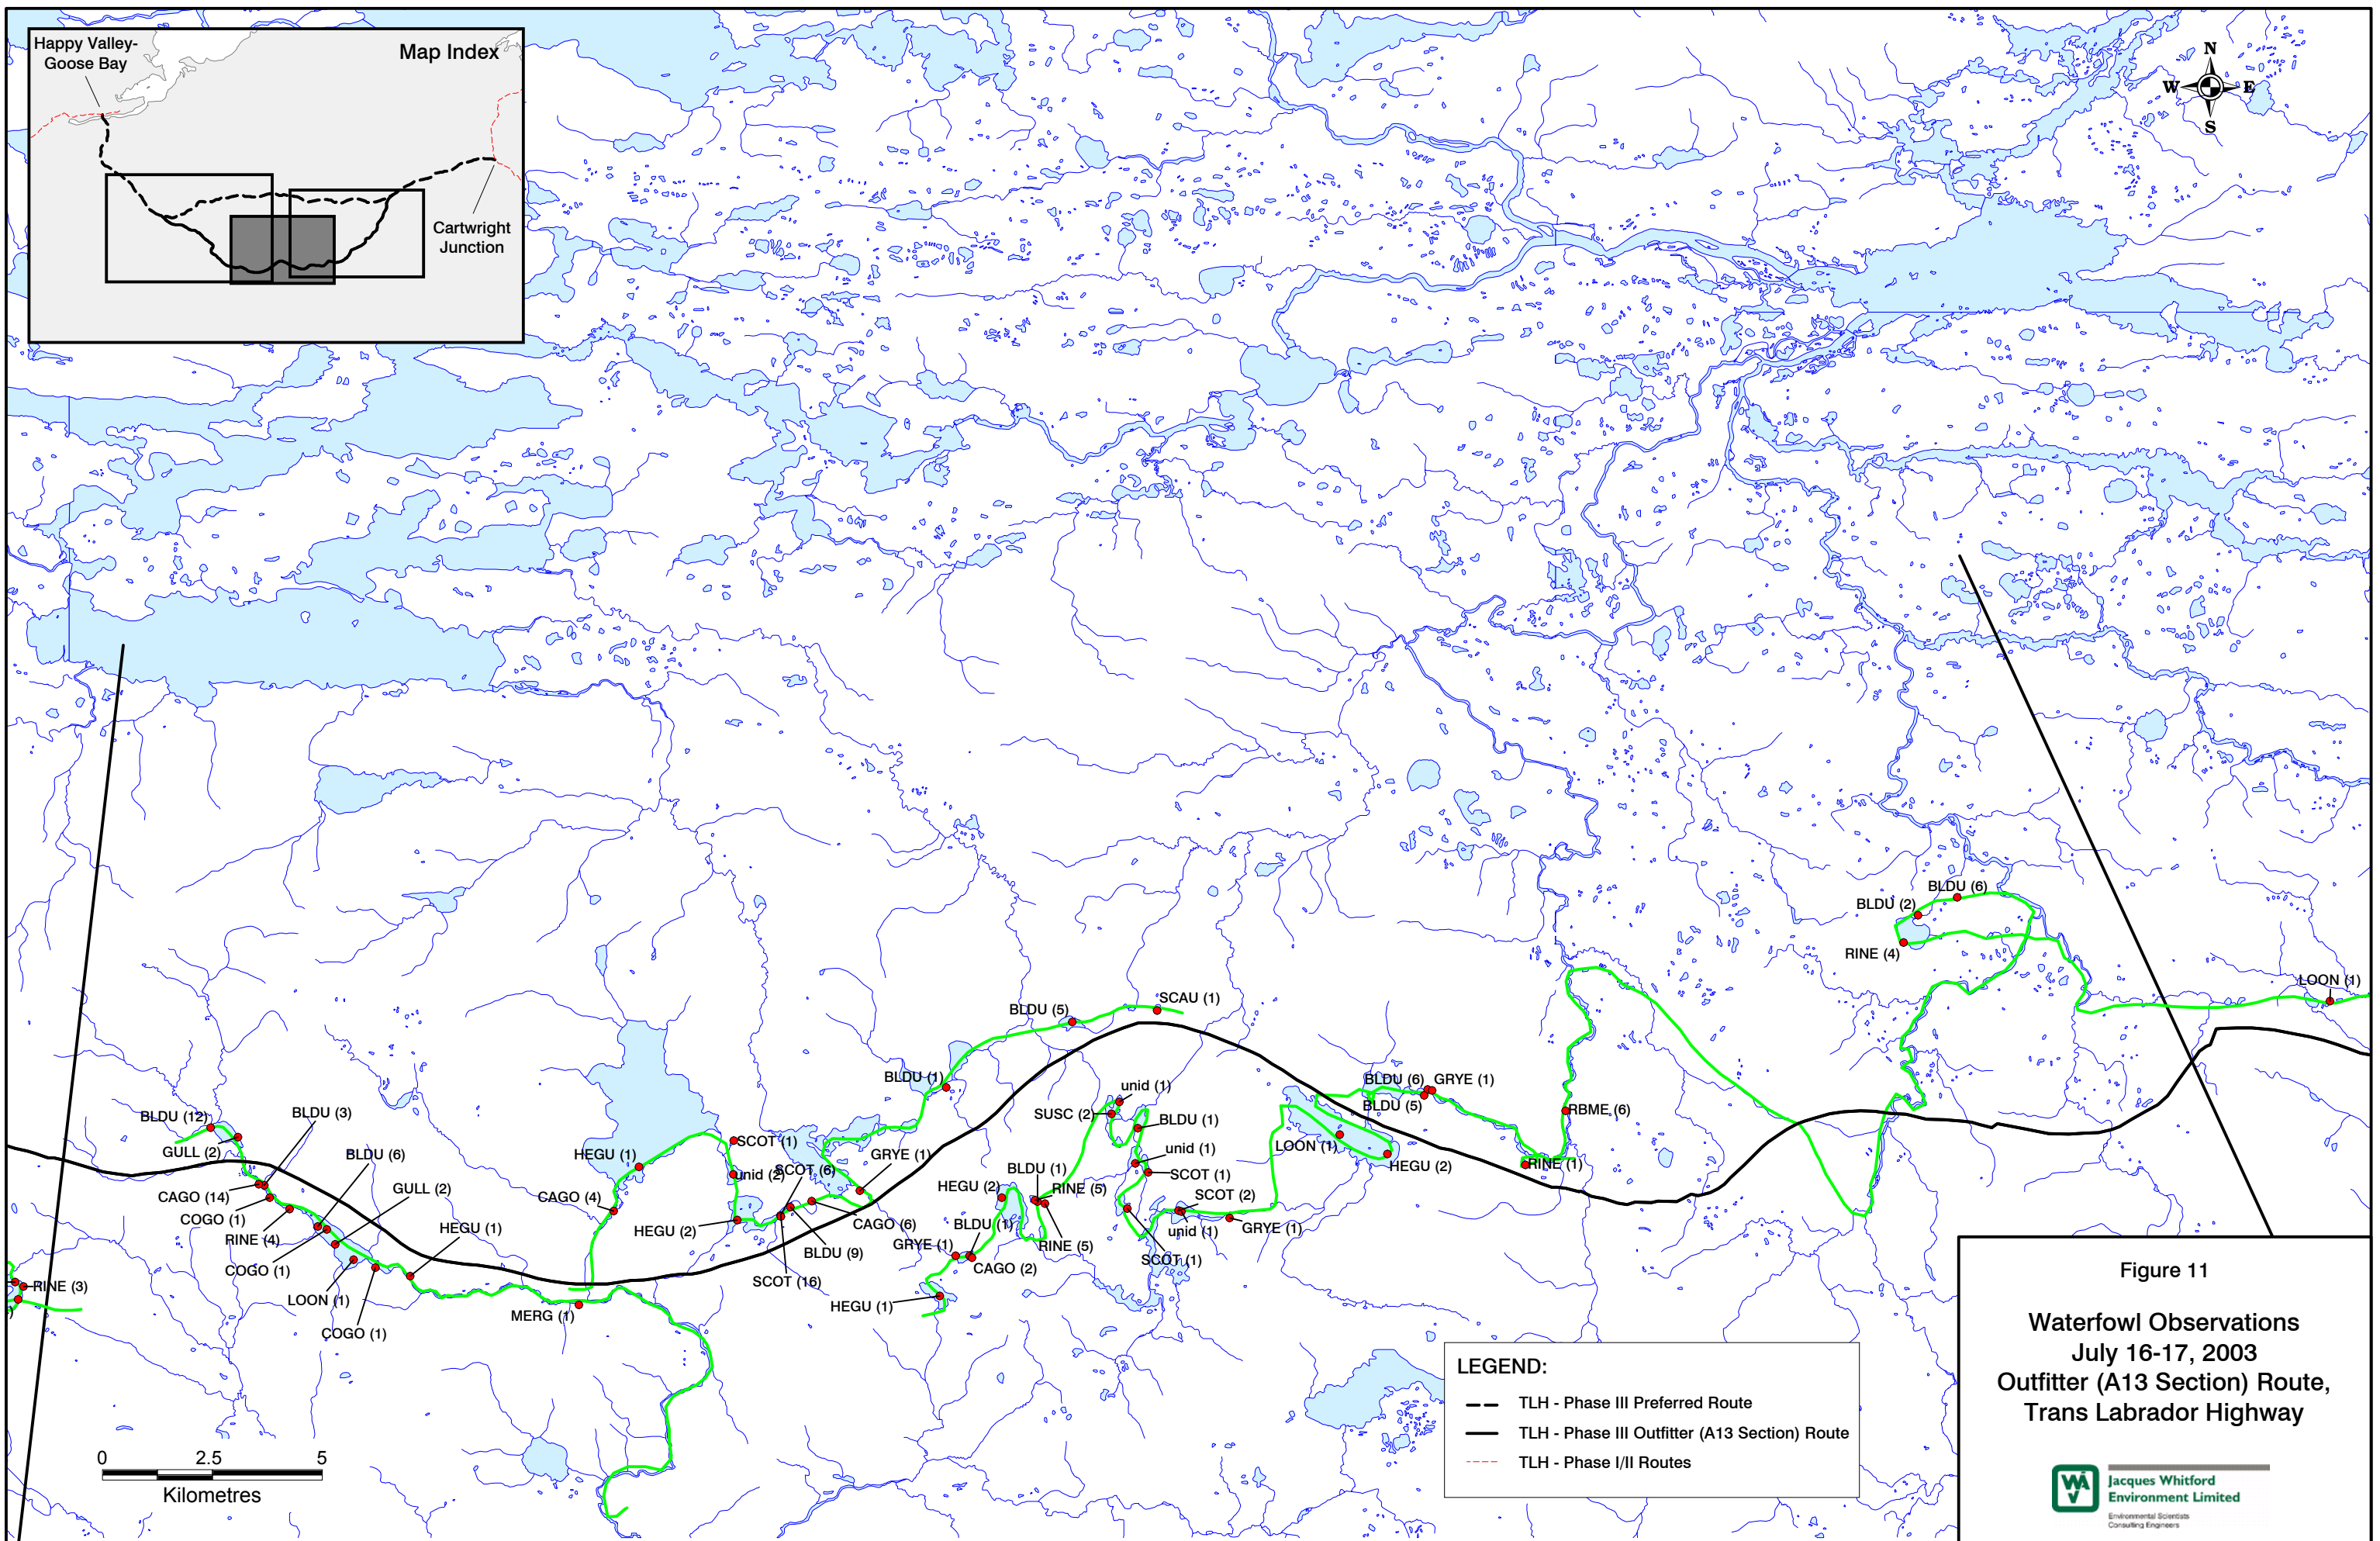 Happy Valley-
Goose Bay
Map Index
Cartwright
Junction
N
W E
S
BLDU (6)
BLDU (2)
RINE (4)
LOON (1)
SCAU (1)
BLDU (5)
BLDU (1)
unid (1)
SUSC (2)
BLDU (1)
unid (1)
SCOT (1)
SCOT (2)
unid (1)
GRYE (1)
SCOT (1)
BLDU (6)
GRYE (1)
BLDU (5)
LOON (1)
HEGU (2)
RBME (6)
RINE (1)
BLDU (12)
GULL (2)
BLDU (3)
BLDU (6)
CAGO (14)
COGO (1)
RINE (4)
GULL (2)
COGO (1)
HEGU (1)
LOON (1)
COGO (1)
RINE (3)
)
MERG (1)
HEGU (1)
CAGO (4)
SCOT (1)
unid (2)
SCOT (6)
GRYE (1)
HEGU (2)
CAGO (6)
BLDU (9)
SCOT (16)
HEGU (2)
BLDU (1)
RINE (5)
BLDU (1)
GRYE (1)
RINE (5)
CAGO (2)
HEGU (1)
0 2.5 5
Kilometres
LEGEND:
TLH - Phase III Preferred Route
TLH - Phase III Outfitter (A13 Section) Route
TLH - Phase I/II Routes
Figure 11
Waterfowl Observations
July 16-17, 2003
Outfitter (A13 Section) Route,
Trans Labrador Highway
Jacques Whitford
Environment Limited
Environmental Scientists
Consulting Engineers